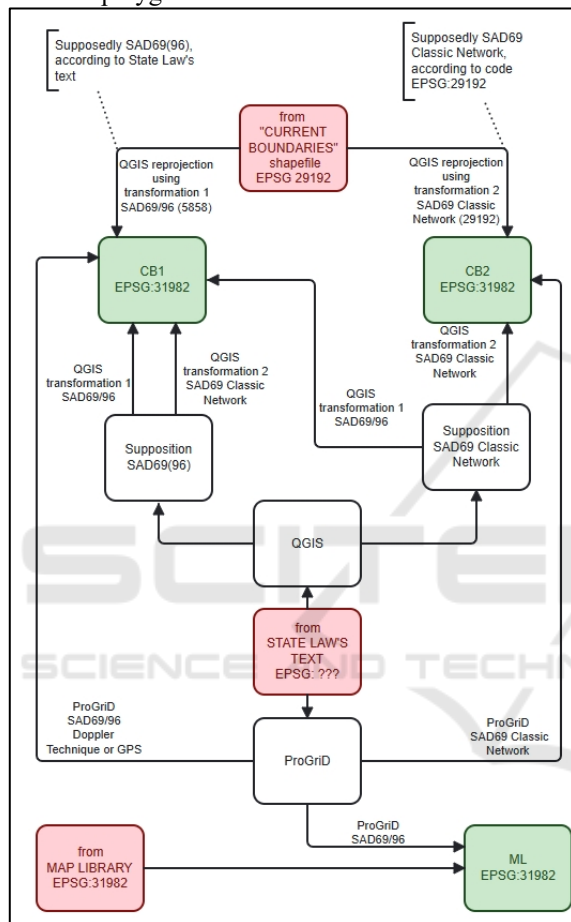 Supposedly SAD69(96),
according to State Law's
text
Supposedly SAD69
Classic Network,
according to code
EPSG:29192
from
"CURRENT
BOUNDARIES"
shapefile
EPSG 29192
QGIS reprojection
using
transformation 1
SAD69/96 (5858)
QGIS reprojection
using
transformation 2
SAD69 Classic
Network (29192)
CB1
EPSG:31982
CB2
EPSG:31982
QGIS
transformation 1
SAD69/96
QGIS
transformation 2
SAD69 Classic
Network
QGIS
transformation 1
SAD69/96
QGIS
transformation 2
SAD69 Classic
Network
Supposition
SAD69(96)
Supposition
SAD69 Classic
Network
QGIS
from
STATE LAW'S
TEXT
EPSG: ???
SCIENCE AND TECHN
ProGriD
SAD69/96
Doppler
Technique or GPS
ProGriD
ProGriD
SAD69 Classic
Network
ProGriD
SAD69/96
from
MAP LIBRARY
EPSG:31982
ML
EPSG:31982